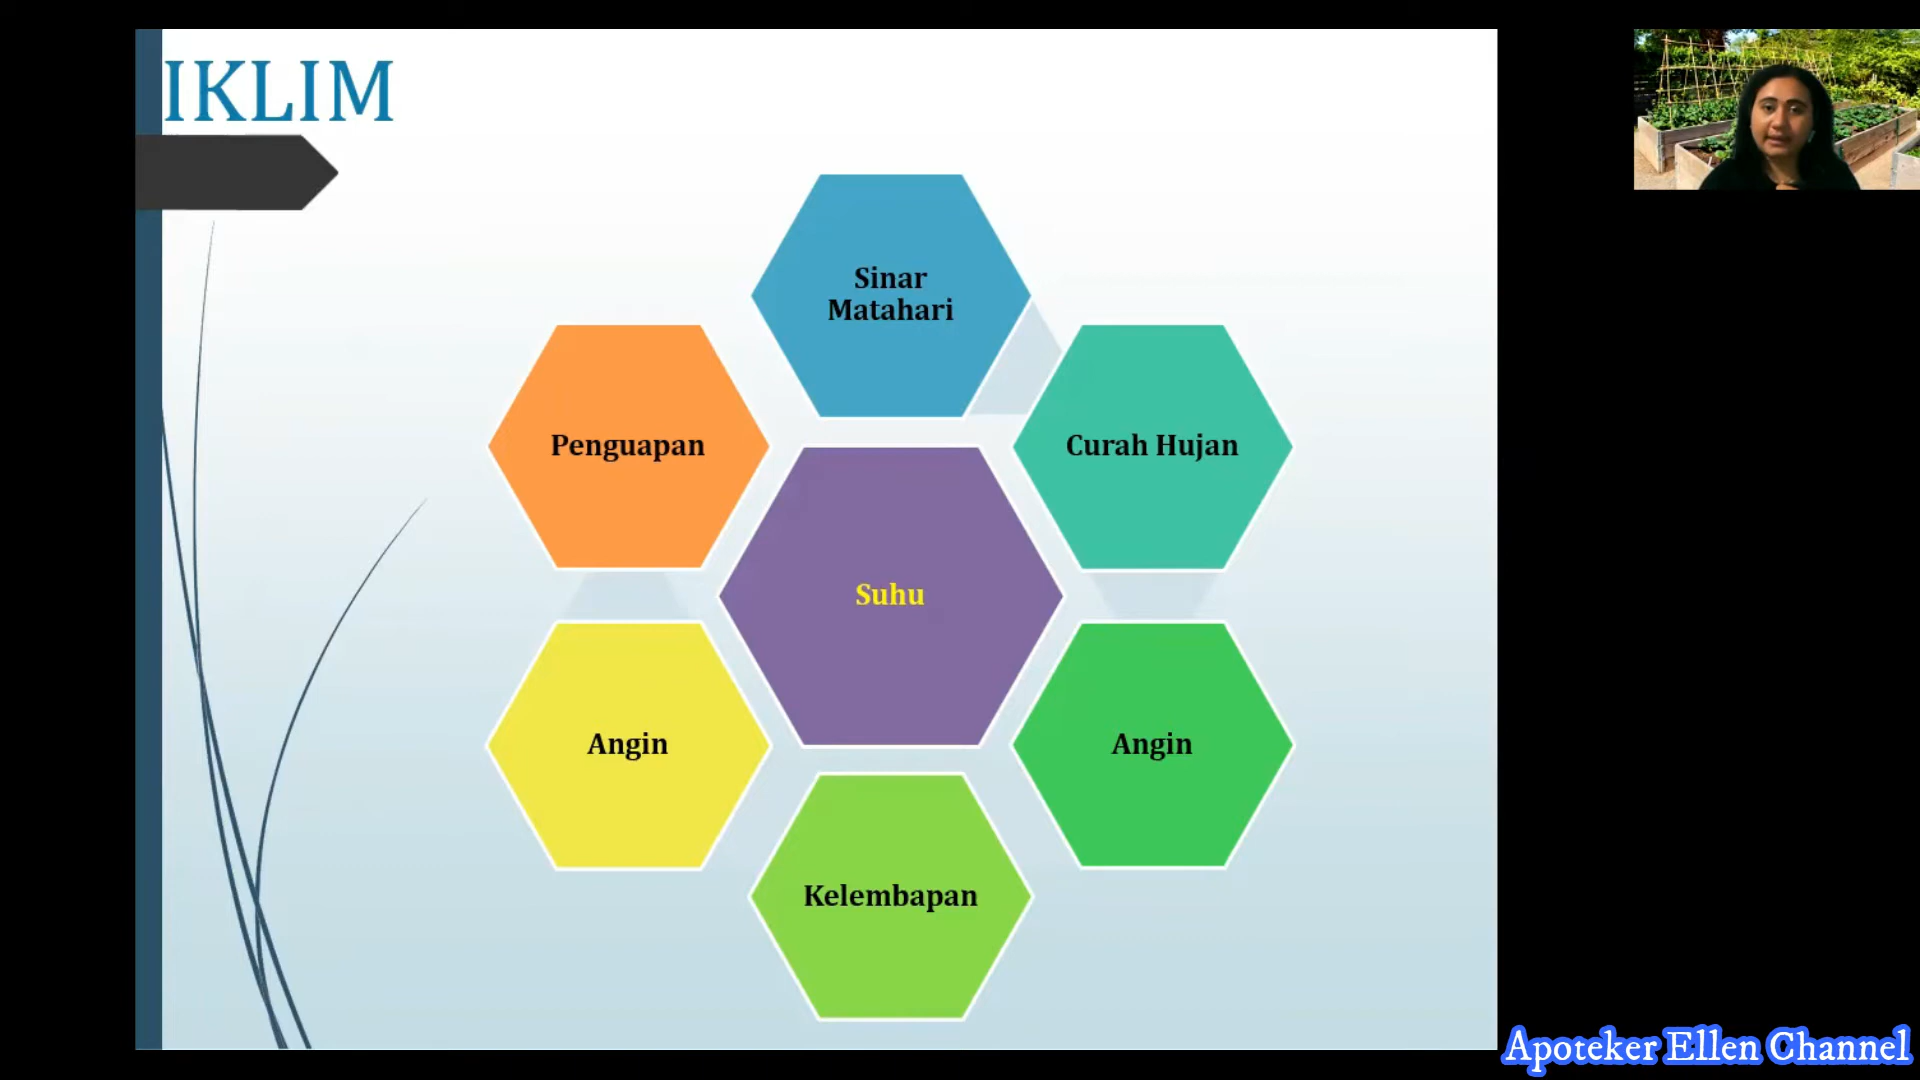 IKLIM
Sinar
Matahari
Penguapan
Curah Hujan
Suhu
Angin
Angin
Kelembapan
Apoteker Ellen Channel